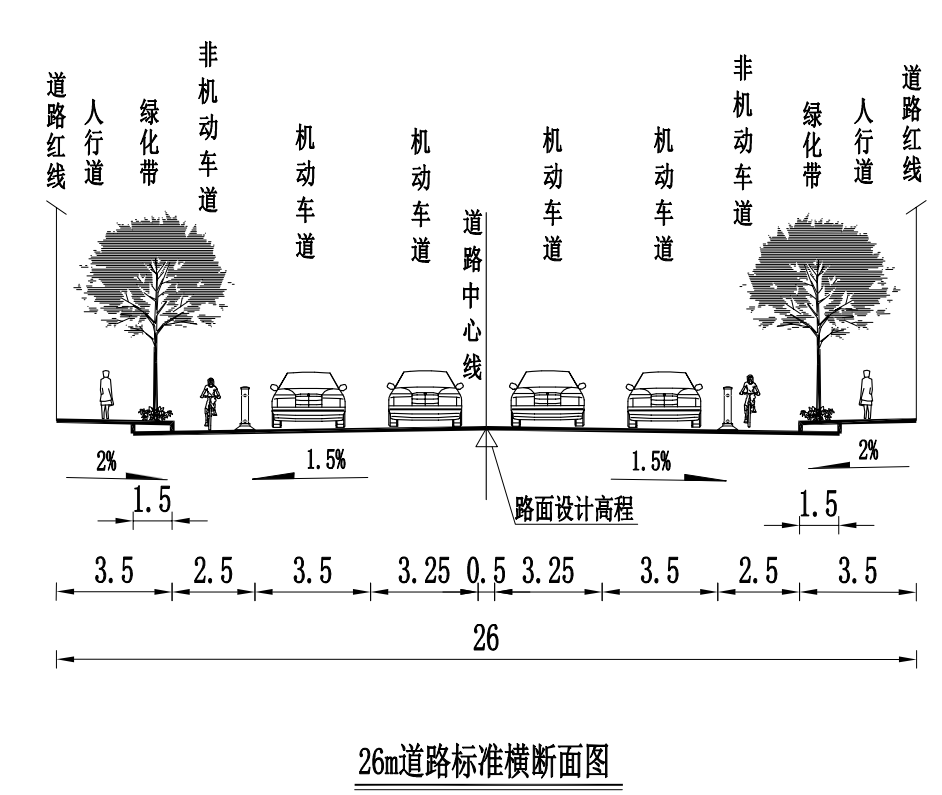 道路红线
人行道
绿化带
非机动车道
机动车道
机动车道
道路中心线
机动车道
机动车道
非机动车道
绿化带
人行道
道路红线
2%
1.5%
1.5%
2%
1.5
路面设计高程
1.5
3.5 2.5 3.5 3.25 0.5 3.25 3.5 2.5 3.5
26
26m道路标准横断面图